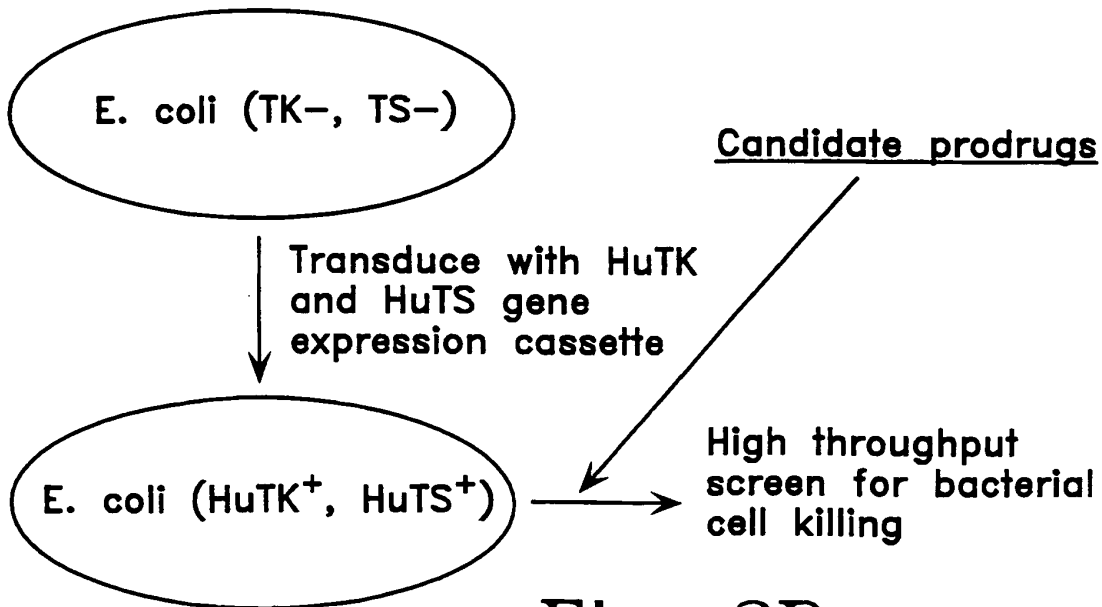 E. coli (TK–, TS–)
Candidate prodrugs
Transduce with HuTK
and HuTS gene
expression cassette
E. coli (HuTK⁺, HuTS⁺)
High throughput
screen for bacterial
cell killing